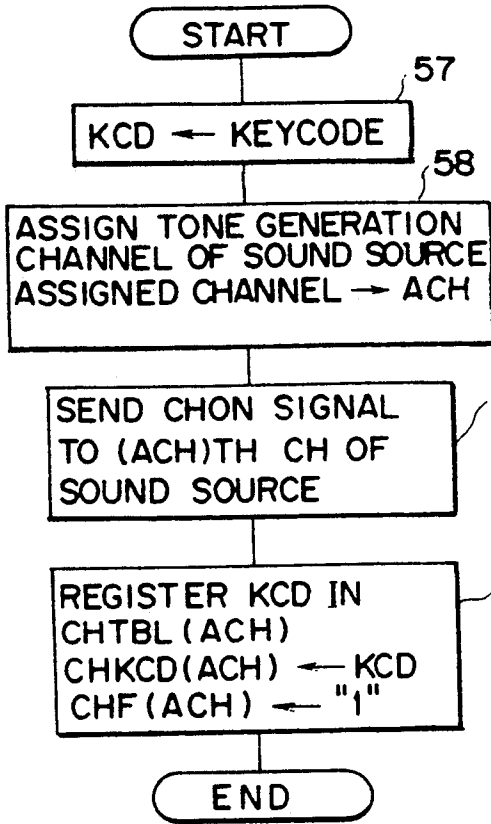 START
57
KCD ← KEYCODE
58
ASSIGN TONE GENERATION
CHANNEL OF SOUND SOURCE
ASSIGNED CHANNEL → ACH
SEND CHON SIGNAL
TO (ACH)TH CH OF
SOUND SOURCE
REGISTER KCD IN
CHTBL(ACH)
CHKCD(ACH) ← KCD
CHF(ACH) ← "1"
END